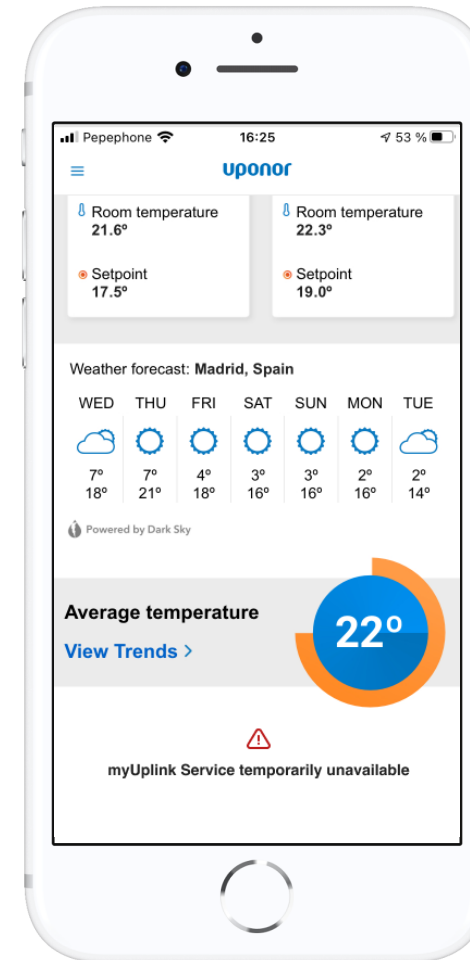 Pepephone 16:25 53 %
uponor
Room temperature Room temperature
21.6º 22.3º
Setpoint Setpoint
17.5º 19.0º
Weather forecast: Madrid, Spain
WED THU FRI SAT SUN MON TUE
7º 7º 4º 3º 3º 2º 2º
18º 21º 18º 16º 16º 16º 14º
Powered by Dark Sky
Average temperature
22º
View Trends >
myUplink Service temporarily unavailable